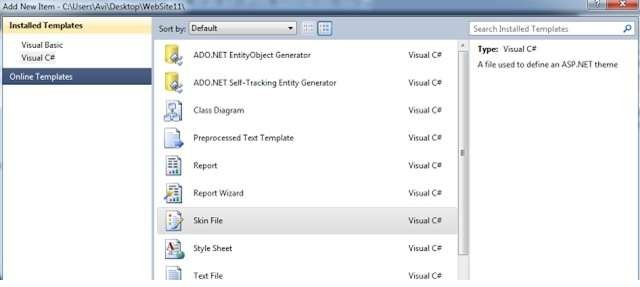 Add New Item - C:\Users\Avi\Desktop\WebSite11\
Installed Templates
Visual Basic
Visual C#
Online Templates
Sort by: Default
Search Installed Templates
ADO.NET EntityObject Generator Visual C#
ADO.NET Self-Tracking Entity Generator Visual C#
Class Diagram Visual C#
Preprocessed Text Template Visual C#
Report Visual C#
Report Wizard Visual C#
Skin File Visual C#
Style Sheet Visual C#
Text File Visual C#
Type: Visual C#
A file used to define an ASP.NET theme